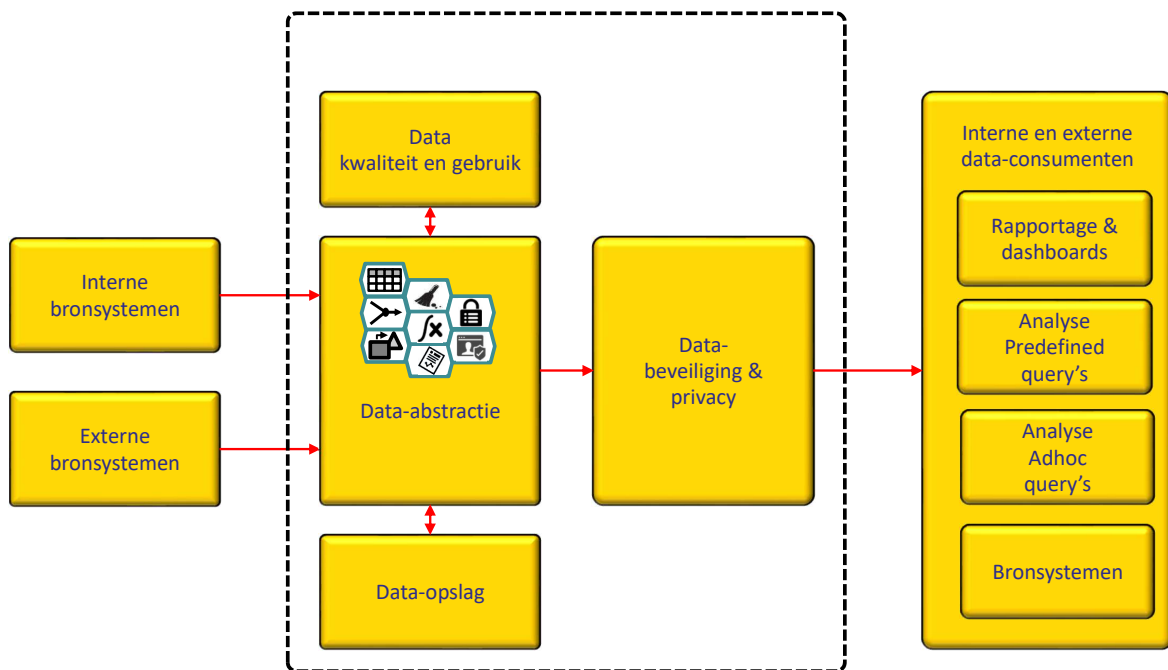 Interne
bronsystemen
Externe
bronsystemen
Data
kwaliteit en gebruik
Data-abstractie
Data-opslag
Data-
beveiliging &
privacy
Interne en externe
data-consumenten
Rapportage &
dashboards
Analyse
Predefined
query’s
Analyse
Adhoc
query’s
Bronsystemen